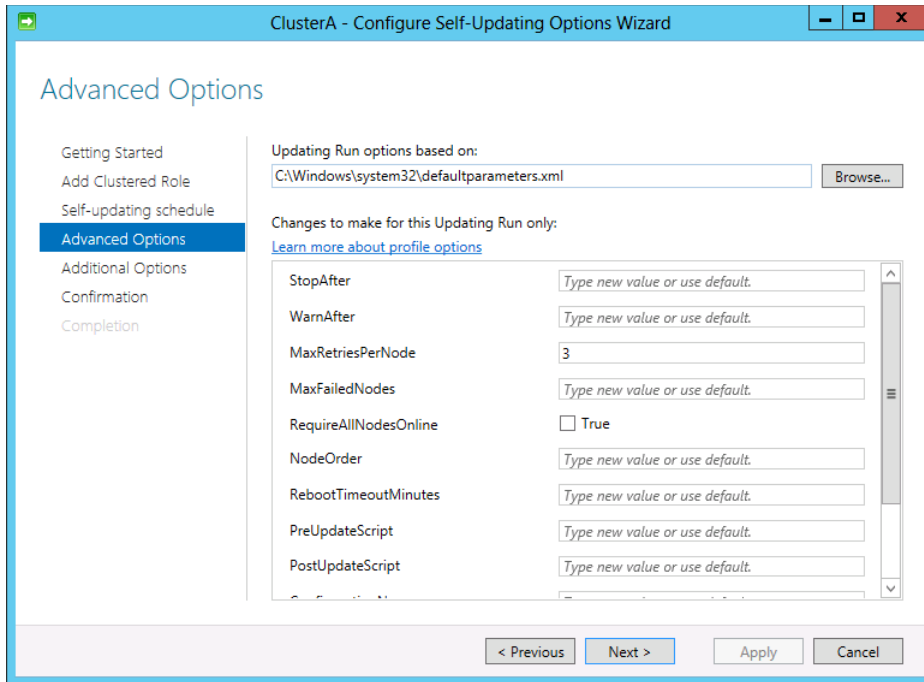 ClusterA - Configure Self-Updating Options Wizard
Advanced Options
Getting Started
Add Clustered Role
Self-updating schedule
Advanced Options
Additional Options
Confirmation
Completion
Updating Run options based on:
C:\Windows\system32\defaultparameters.xml
Browse...
Changes to make for this Updating Run only:
Learn more about profile options
StopAfter Type new value or use default.
WarnAfter Type new value or use default.
MaxRetriesPerNode 3
MaxFailedNodes Type new value or use default.
RequireAllNodesOnline True
NodeOrder Type new value or use default.
RebootTimeoutMinutes Type new value or use default.
PreUpdateScript Type new value or use default.
PostUpdateScript Type new value or use default.
< Previous Next > Apply Cancel